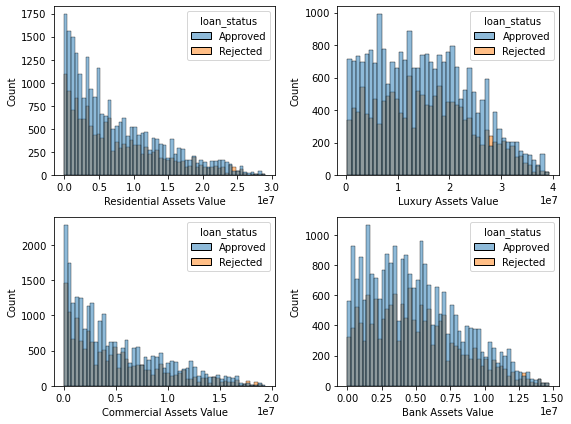 1750
1500
1250
1000
750
500
250
0
Count
loan_status
Approved
Rejected
0.0 0.5 1.0 1.5 2.0 2.5 3.0
1e7
Residential Assets Value
1000
800
600
400
200
0
Count
loan_status
Approved
Rejected
0 1 2 3 4
1e7
Luxury Assets Value
2000
1500
1000
500
0
Count
loan_status
Approved
Rejected
0.0 0.5 1.0 1.5 2.0
1e7
Commercial Assets Value
1000
800
600
400
200
0
Count
loan_status
Approved
Rejected
0.00 0.25 0.50 0.75 1.00 1.25 1.50
1e7
Bank Assets Value